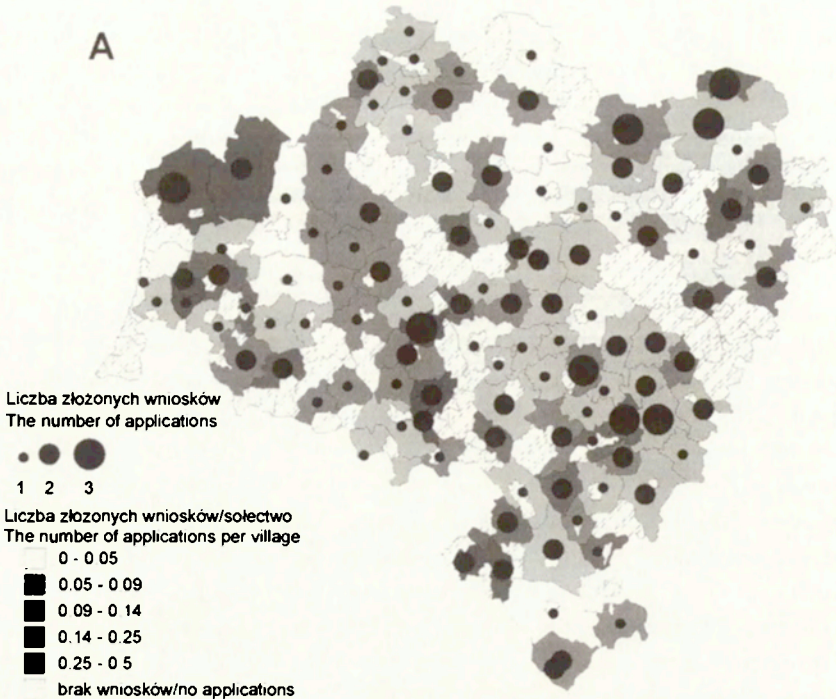 A
Liczba złożonych wniosków
The number of applications
1 2 3
Liczba złozonych wniosków/sołectwo
The number of applications per village
0 - 0 05
0.05 - 0 09
0 09 - 0 14
0.14 - 0.25
0.25 - 0 5
brak wniosków/no applications